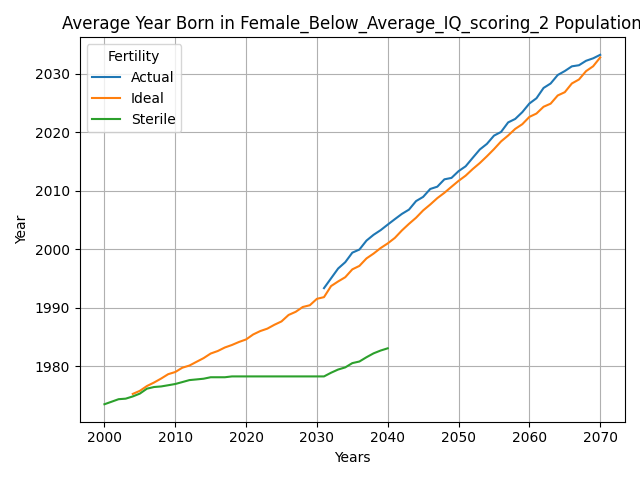 Average Year Born in Female_Below_Average_IQ_scoring_2 Population
Fertility
Actual
Ideal
Sterile
Year
2030
2020
2010
2000
1990
1980
2000 2010 2020 2030 2040 2050 2060 2070
Years